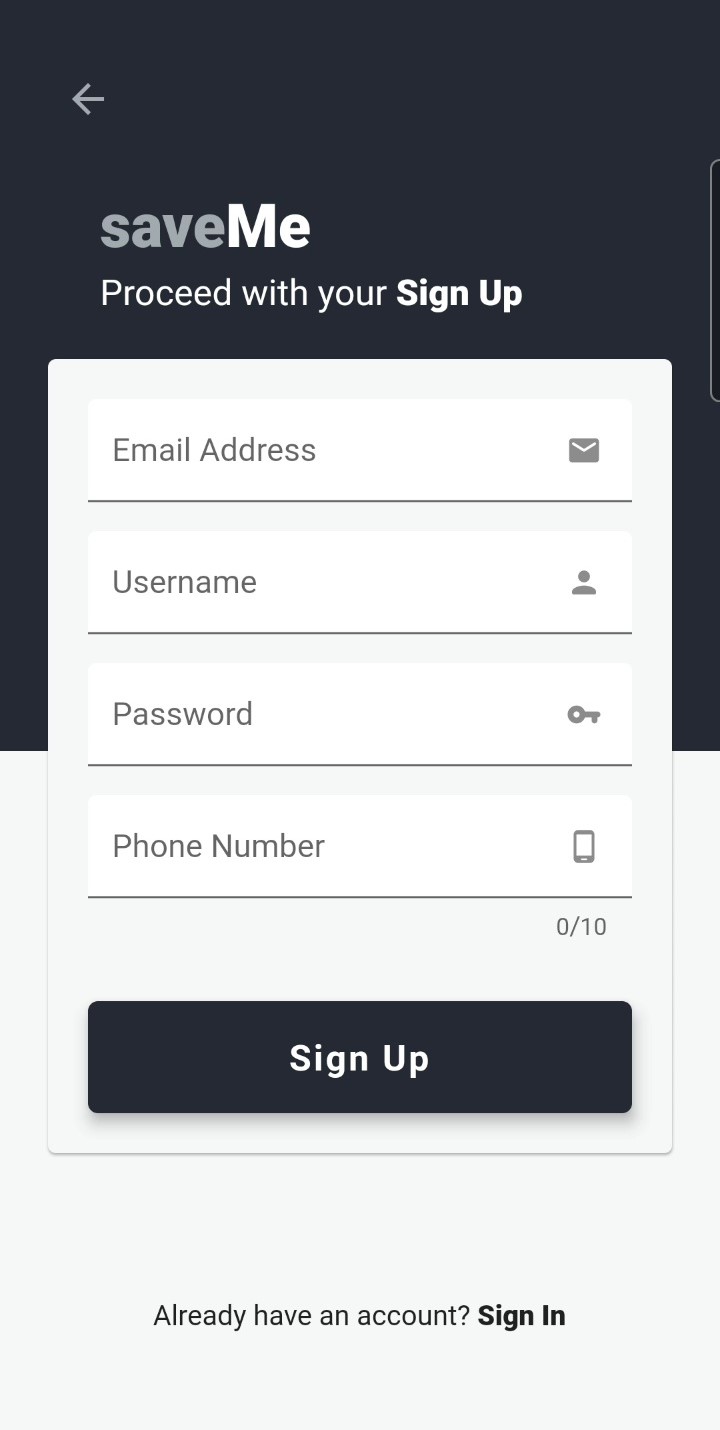 saveMe
Proceed with your Sign Up
Email Address
Username
Password
Phone Number
0/10
Sign Up
Already have an account? Sign In